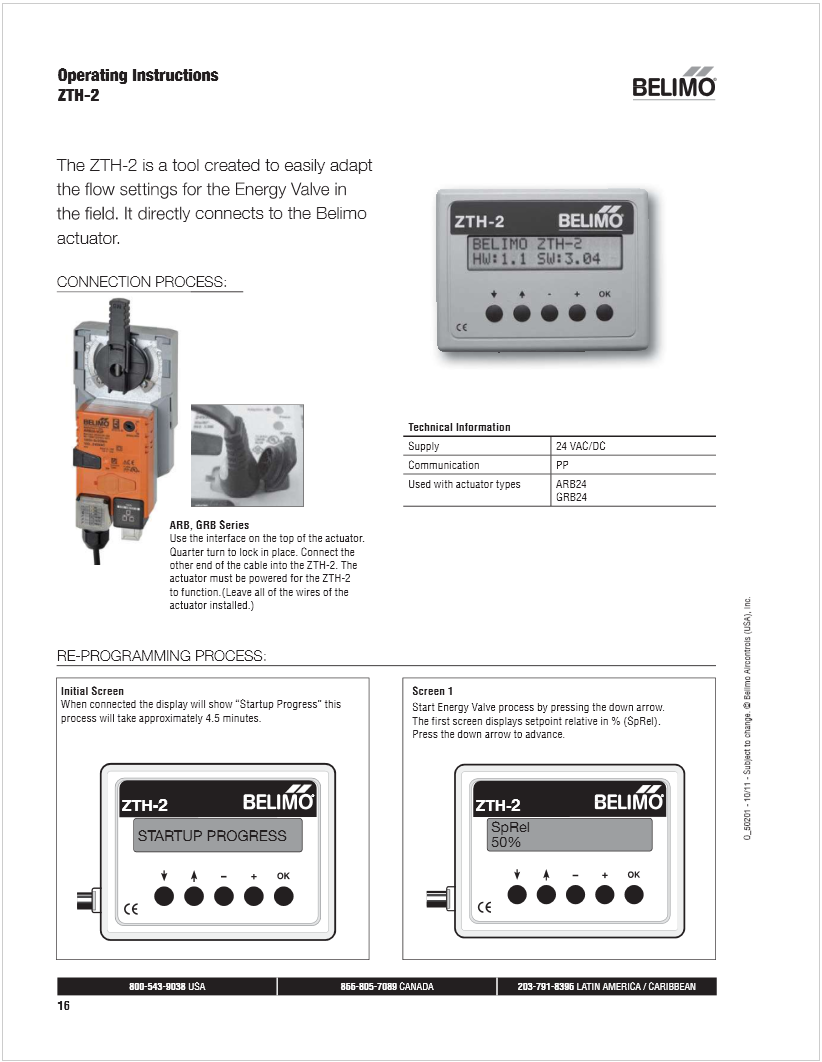 Operating Instructions
ZTH-2
BELIMO
The ZTH-2 is a tool created to easily adapt
the flow settings for the Energy Valve in
the field. It directly connects to the Belimo
actuator.
ZTH-2 BELIMO
BELIMO ZTH-2
HW:1.1 SW:3.04
- + OK
CE
CONNECTION PROCESS:
BELIMO
ARB, GRB Series
Use the interface on the top of the actuator.
Quarter turn to lock in place. Connect the
other end of the cable into the ZTH-2. The
actuator must be powered for the ZTH-2
to function.(Leave all of the wires of the
actuator installed.)
Technical Information
Supply 24 VAC/DC
Communication PP
Used with actuator types ARB24
GRB24
RE-PROGRAMMING PROCESS:
Initial Screen
When connected the display will show “Startup Progress” this
process will take approximately 4.5 minutes.
ZTH-2 BELIMO
STARTUP PROGRESS
− + OK
CE
Screen 1
Start Energy Valve process by pressing the down arrow.
The first screen displays setpoint relative in % (SpRel).
Press the down arrow to advance.
ZTH-2 BELIMO
SpRel
50%
− + OK
CE
O_50201 - 10/11 - Subject to change. © Belimo Aircontrols (USA), Inc.
800-543-9038 USA 866-805-7089 CANADA 203-791-8396 LATIN AMERICA / CARIBBEAN
16